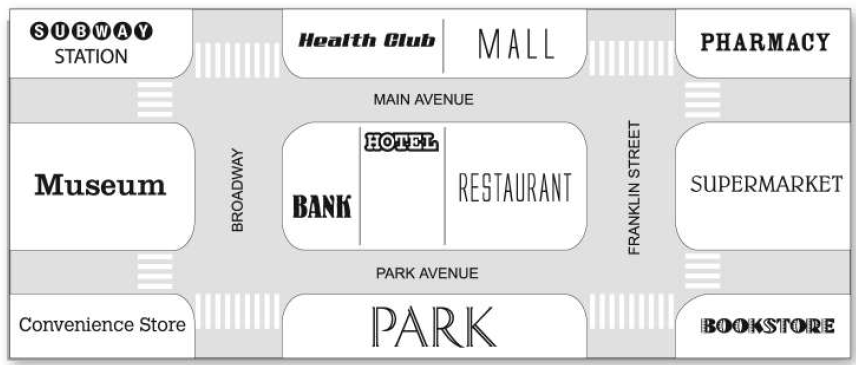 SUBWAY
STATION
Health Club
MALL
PHARMACY
MAIN AVENUE
Museum
BROADWAY
BANK
HOTEL
RESTAURANT
FRANKLIN STREET
SUPERMARKET
PARK AVENUE
Convenience Store
PARK
BOOKSTORE